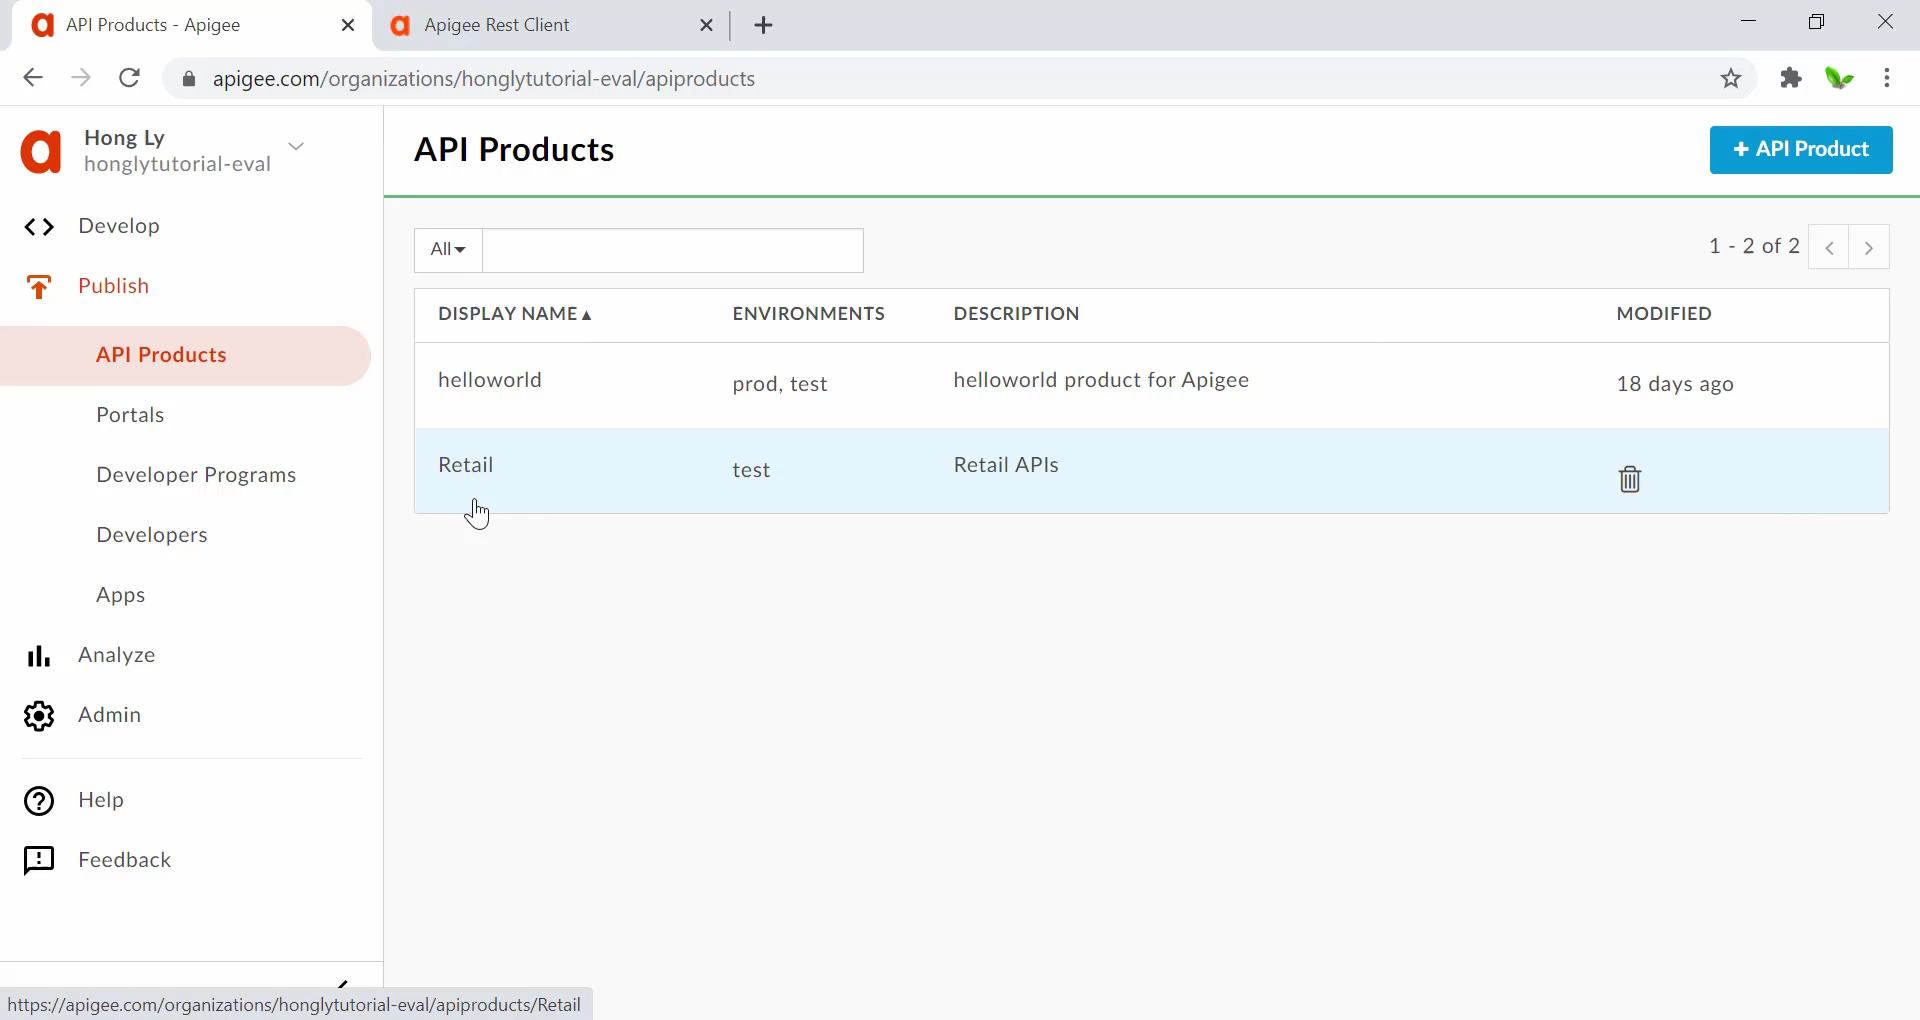 API Products - Apigee
Apigee Rest Client
apigee.com/organizations/honglytutorial-eval/apiproducts
Hong Ly
honglytutorial-eval
Develop
Publish
API Products
Portals
Developer Programs
Developers
Apps
Analyze
Admin
Help
Feedback
API Products
+ API Product
All
1 - 2 of 2
DISPLAY NAME ENVIRONMENTS DESCRIPTION MODIFIED
helloworld prod, test helloworld product for Apigee 18 days ago
Retail test Retail APIs
https://apigee.com/organizations/honglytutorial-eval/apiproducts/Retail